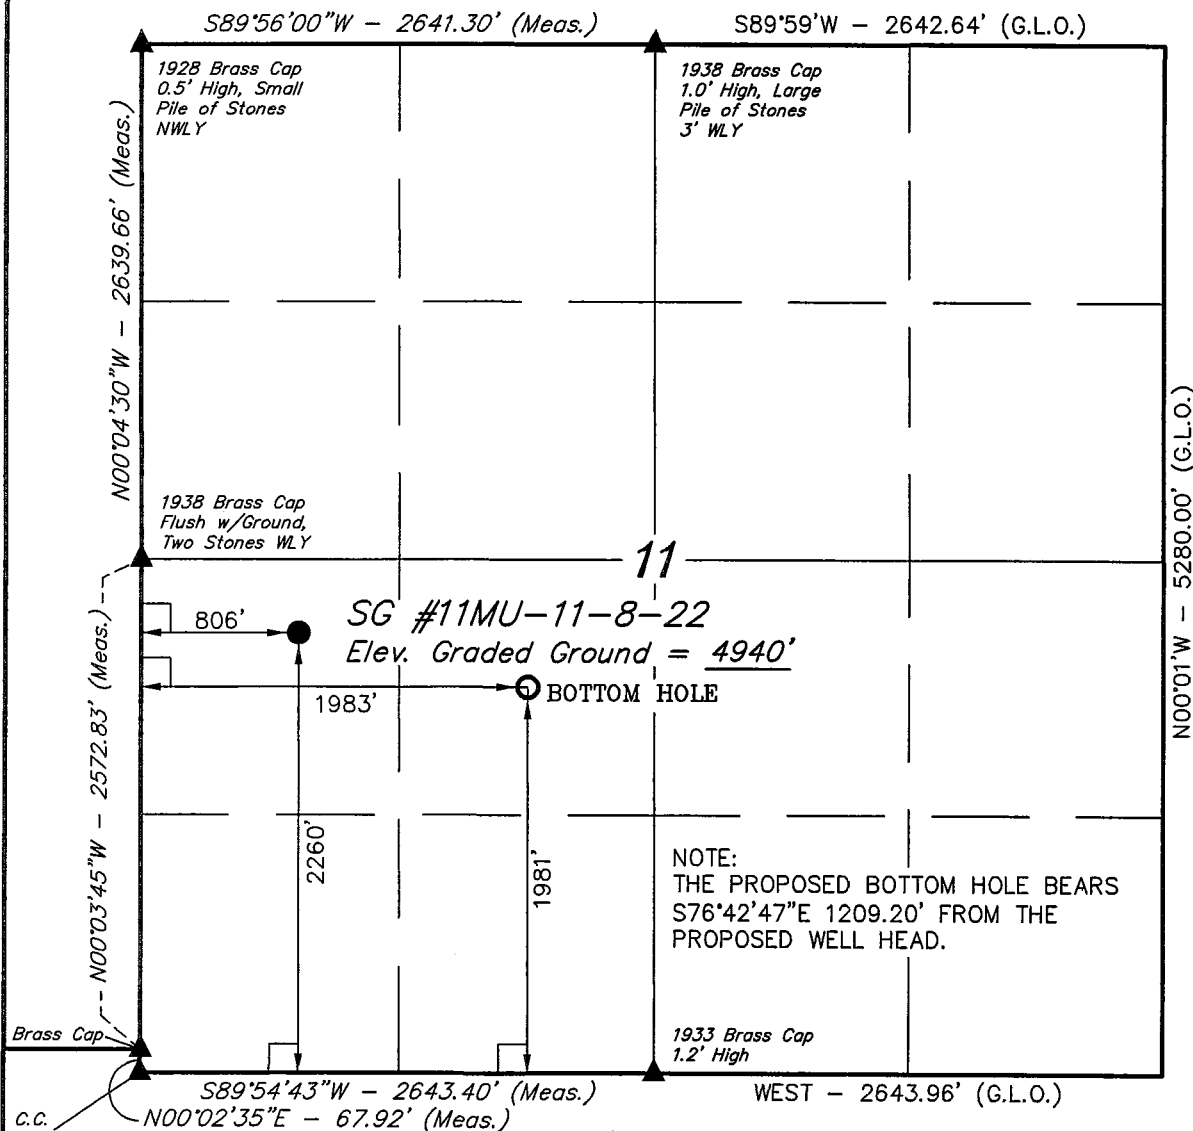 S89°56'00"W – 2641.30' (Meas.)
S89°59'W – 2642.64' (G.L.O.)
1928 Brass Cap
0.5' High, Small
Pile of Stones
NWLY
1938 Brass Cap
1.0' High, Large
Pile of Stones
3' WLY
N00°04'30"W – 2639.66' (Meas.)
1938 Brass Cap
Flush w/Ground,
Two Stones WLY
11
N00°01'W – 5280.00' (G.L.O.)
806'
SG #11MU-11-8-22
Elev. Graded Ground = 4940'
BOTTOM HOLE
1983'
N00°03'45"W – 2572.83' (Meas.)
2260'
1981'
NOTE:
THE PROPOSED BOTTOM HOLE BEARS
S76°42'47"E 1209.20' FROM THE
PROPOSED WELL HEAD.
Brass Cap
1933 Brass Cap
1.2' High
S89°54'43"W – 2643.40' (Meas.)
WEST – 2643.96' (G.L.O.)
C.C.
N00°02'35"E – 67.92' (Meas.)